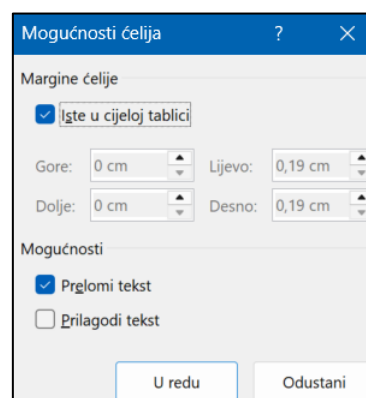 Mogućnosti ćelija ? ×
Margine ćelije
Iste u cijeloj tablici
Gore: 0 cm Lijevo: 0,19 cm
Dolje: 0 cm Desno: 0,19 cm
Mogućnosti
Prelomi tekst
Prilagodi tekst
U redu Odustani